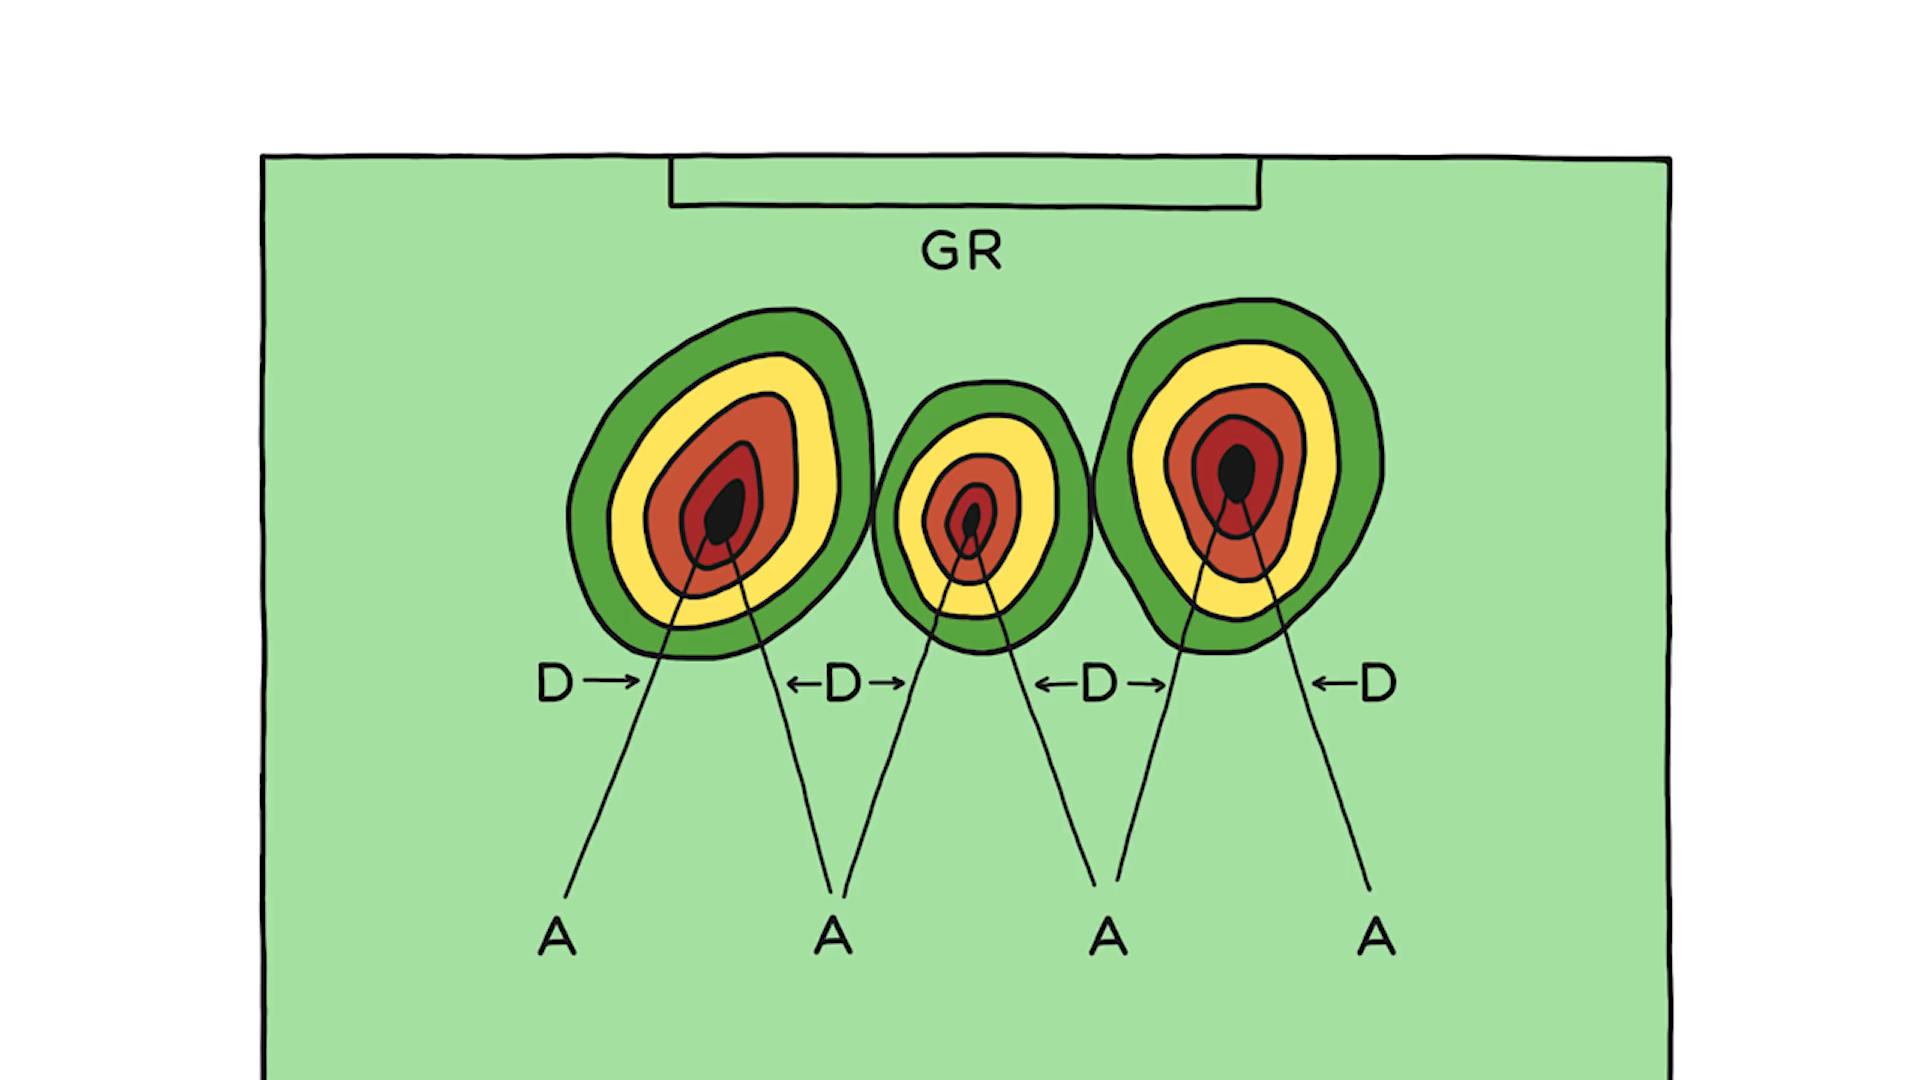 GR
D→ ←D→ ←D→ ←D
A A A A